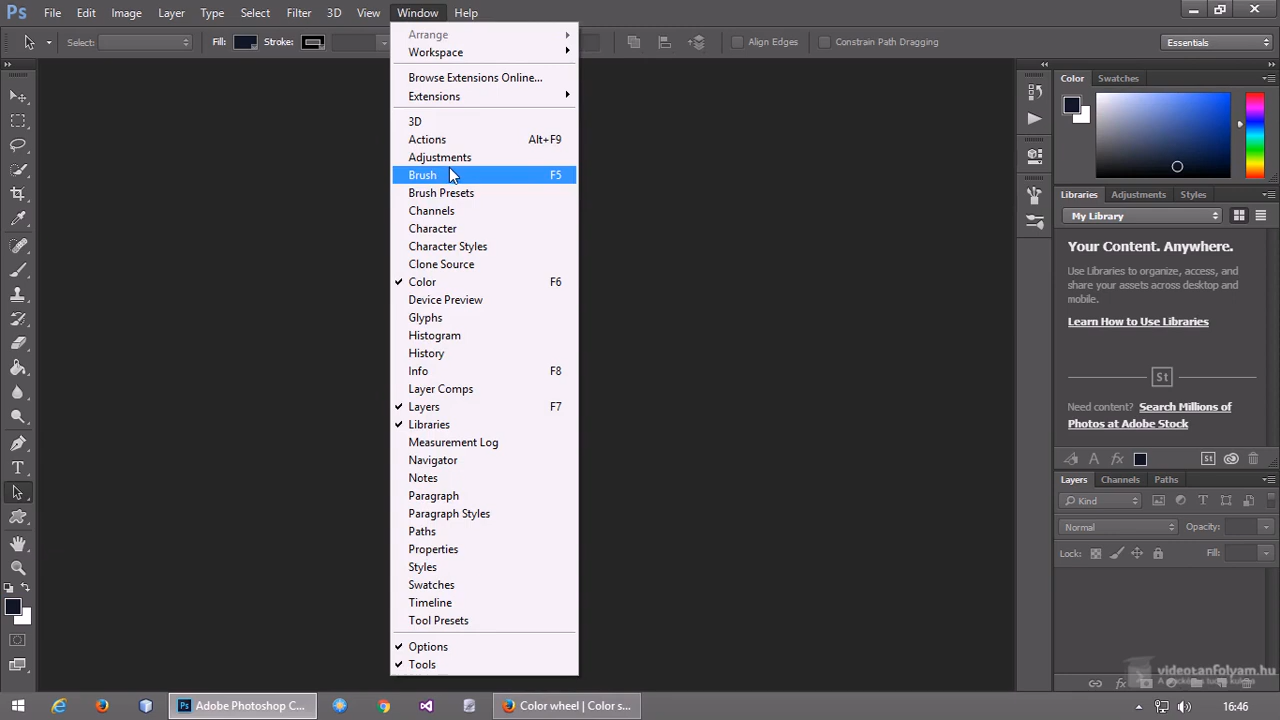 Ps File Edit Image Layer Type Select Filter 3D View Window Help
Select: Fill: Stroke: Align Edges Constrain Path Dragging Essentials
Arrange
Workspace
Browse Extensions Online...
Extensions
3D
Actions Alt+F9
Adjustments
Brush F5
Brush Presets
Channels
Character
Character Styles
Clone Source
Color F6
Device Preview
Glyphs
Histogram
History
Info F8
Layer Comps
Layers F7
Libraries
Measurement Log
Navigator
Notes
Paragraph
Paragraph Styles
Paths
Properties
Styles
Swatches
Timeline
Tool Presets
Options
Tools
Color Swatches
Libraries Adjustments Styles
My Library
Your Content. Anywhere.
Use Libraries to organize, access, and
share your assets across desktop and
mobile.
Learn How to Use Libraries
St
Need content? Search Millions of
Photos at Adobe Stock
A fx St
Layers Channels Paths
Kind T
Normal Opacity:
Lock: Fill:
fx
videotanfolyam.hu
T
Ps Adobe Photoshop C...
Color wheel | Color s...
16:46